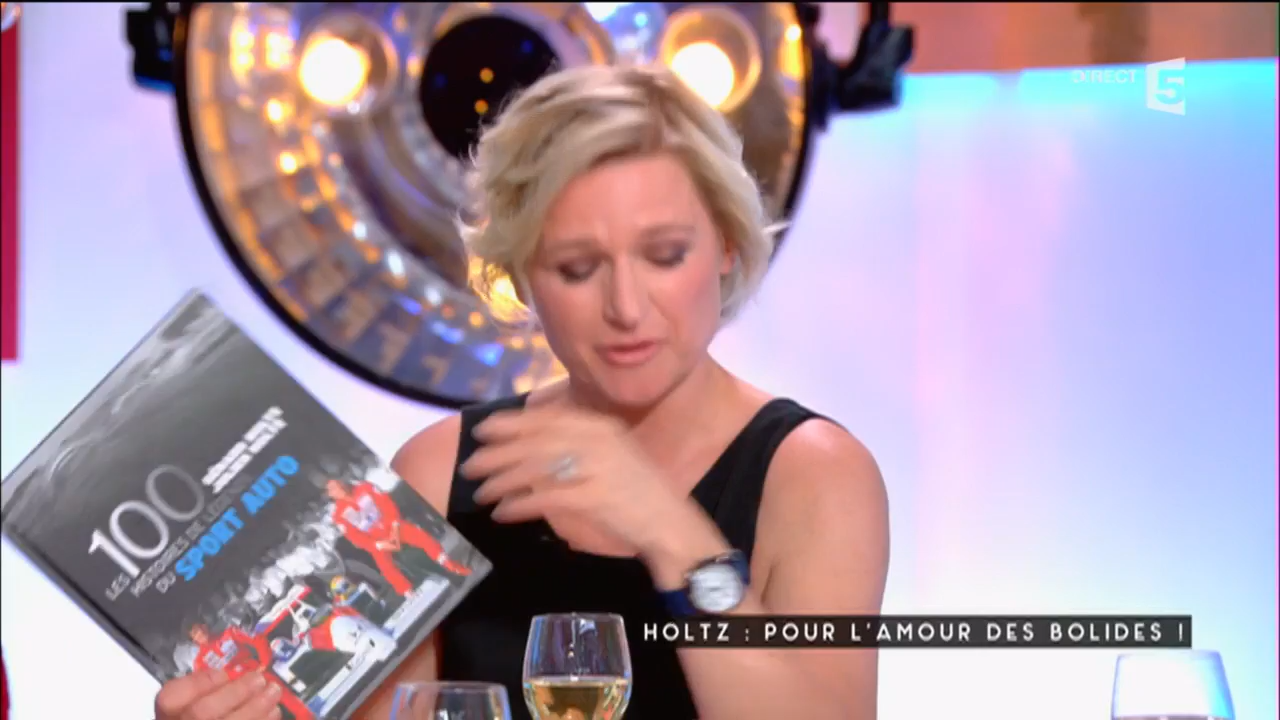 DIRECT 5
LES 100
HISTOIRES DE LÉGENDE
DU SPORT AUTO
HOLTZ : POUR L'AMOUR DES BOLIDES !